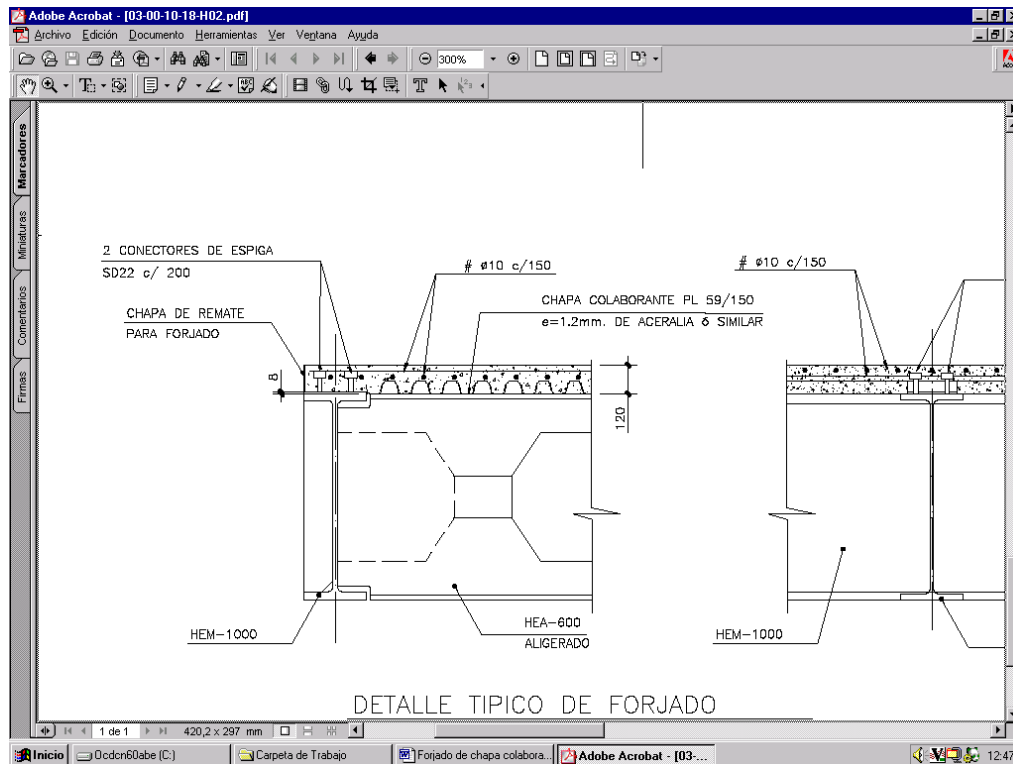 Adobe Acrobat - [03-00-10-18-H02.pdf]
Archivo Edición Documento Herramientas Ver Ventana Ayuda
300%
Marcadores
Miniaturas
Comentarios
Firmas
2 CONECTORES DE ESPIGA
SD22 c/ 200
# ø10 c/150
# ø10 c/150
CHAPA DE REMATE
PARA FORJADO
CHAPA COLABORANTE PL 59/150
e=1.2mm. DE ACERALIA ó SIMILAR
8
120
HEM-1000
HEA-600
ALIGERADO
HEM-1000
DETALLE TIPICO DE FORJADO
1 de 1
420,2 x 297 mm
Inicio
Ocdcn60abe (C:)
Carpeta de Trabajo
Forjado de chapa colabora...
Adobe Acrobat - [03-...
12:47